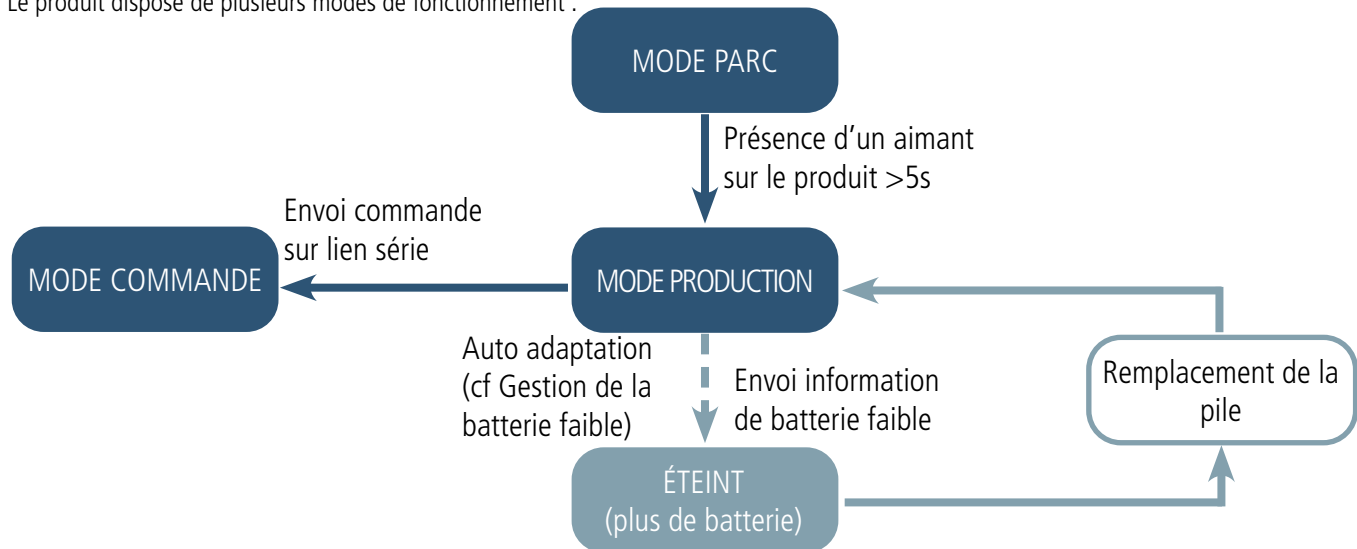 Le produit dispose de plusieurs modes de fonctionnement :
MODE PARC
Présence d’un aimant
sur le produit >5s
Envoi commande
sur lien série
MODE COMMANDE
MODE PRODUCTION
Auto adaptation
(cf Gestion de la
batterie faible)
Envoi information
de batterie faible
Remplacement de la
pile
ÉTEINT
(plus de batterie)